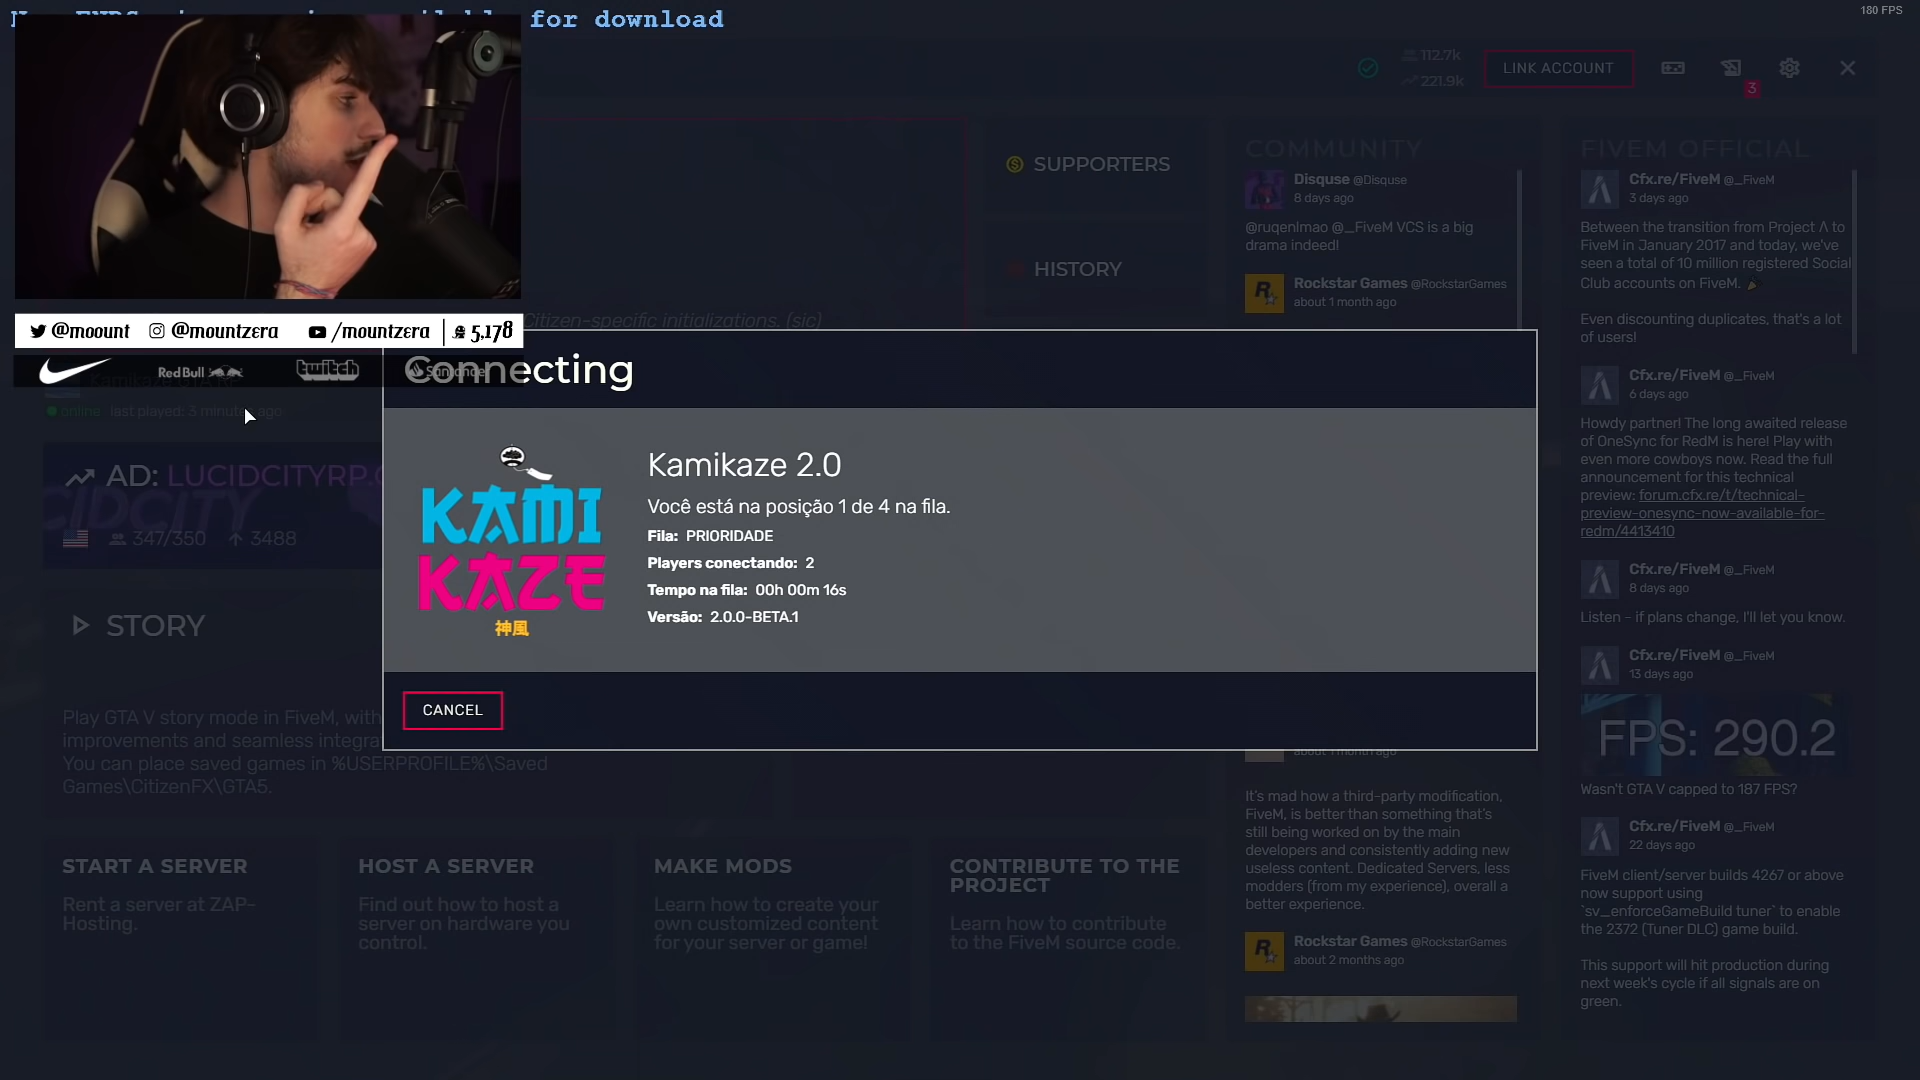 for download
180 FPS
112.7k
221.9k
LINK ACCOUNT
3
@moount @mountzera /mountzera 5,178
Red Bull twitch Santander
Citizen-specific initializations. (sic)
online last played: 3 minutes ago
SUPPORTERS
HISTORY
AD: LUCIDCITYRP.
347/350 3488
STORY
Play GTA V story mode in FiveM, with
improvements and seamless integra
You can place saved games in %USERPROFILE%\Saved
Games\CitizenFX\GTA5.
Connecting
KAMI
KAZE
神風
Kamikaze 2.0
Você está na posição 1 de 4 na fila.
Fila: PRIORIDADE
Players conectando: 2
Tempo na fila: 00h 00m 16s
Versão: 2.0.0-BETA.1
CANCEL
START A SERVER
Rent a server at ZAP-
Hosting.
HOST A SERVER
Find out how to host a
server on hardware you
control.
MAKE MODS
Learn how to create your
own customized content
for your server or game!
CONTRIBUTE TO THE
PROJECT
Learn how to contribute
to the FiveM source code.
COMMUNITY
Disquse @Disquse
8 days ago
@ruqenlmao @_FiveM VCS is a big
drama indeed!
Rockstar Games @RockstarGames
about 1 month ago
about 1 month ago
It's mad how a third-party modification,
FiveM, is better than something that's
still being worked on by the main
developers and consistently adding new
useless content. Dedicated Servers, less
modders (from my experience), overall a
better experience.
Rockstar Games @RockstarGames
about 2 months ago
FIVEM OFFICIAL
Cfx.re/FiveM @_FiveM
3 days ago
Between the transition from Project Λ to
FiveM in January 2017 and today, we've
seen a total of 10 million registered Social
Club accounts on FiveM.
Even discounting duplicates, that's a lot
of users!
Cfx.re/FiveM @_FiveM
6 days ago
Howdy partner! The long awaited release
of OneSync for RedM is here! Play with
even more cowboys now. Read the full
announcement for this technical
preview: forum.cfx.re/t/technical-
preview-onesync-now-available-for-
redm/4413410
Cfx.re/FiveM @_FiveM
8 days ago
Listen - if plans change, I'll let you know.
Cfx.re/FiveM @_FiveM
13 days ago
FPS: 290.2
Wasn't GTA V capped to 187 FPS?
Cfx.re/FiveM @_FiveM
22 days ago
FiveM client/server builds 4267 or above
now support using
`sv_enforceGameBuild tuner` to enable
the 2372 (Tuner DLC) game build.
This support will hit production during
next week's cycle if all signals are on
green.